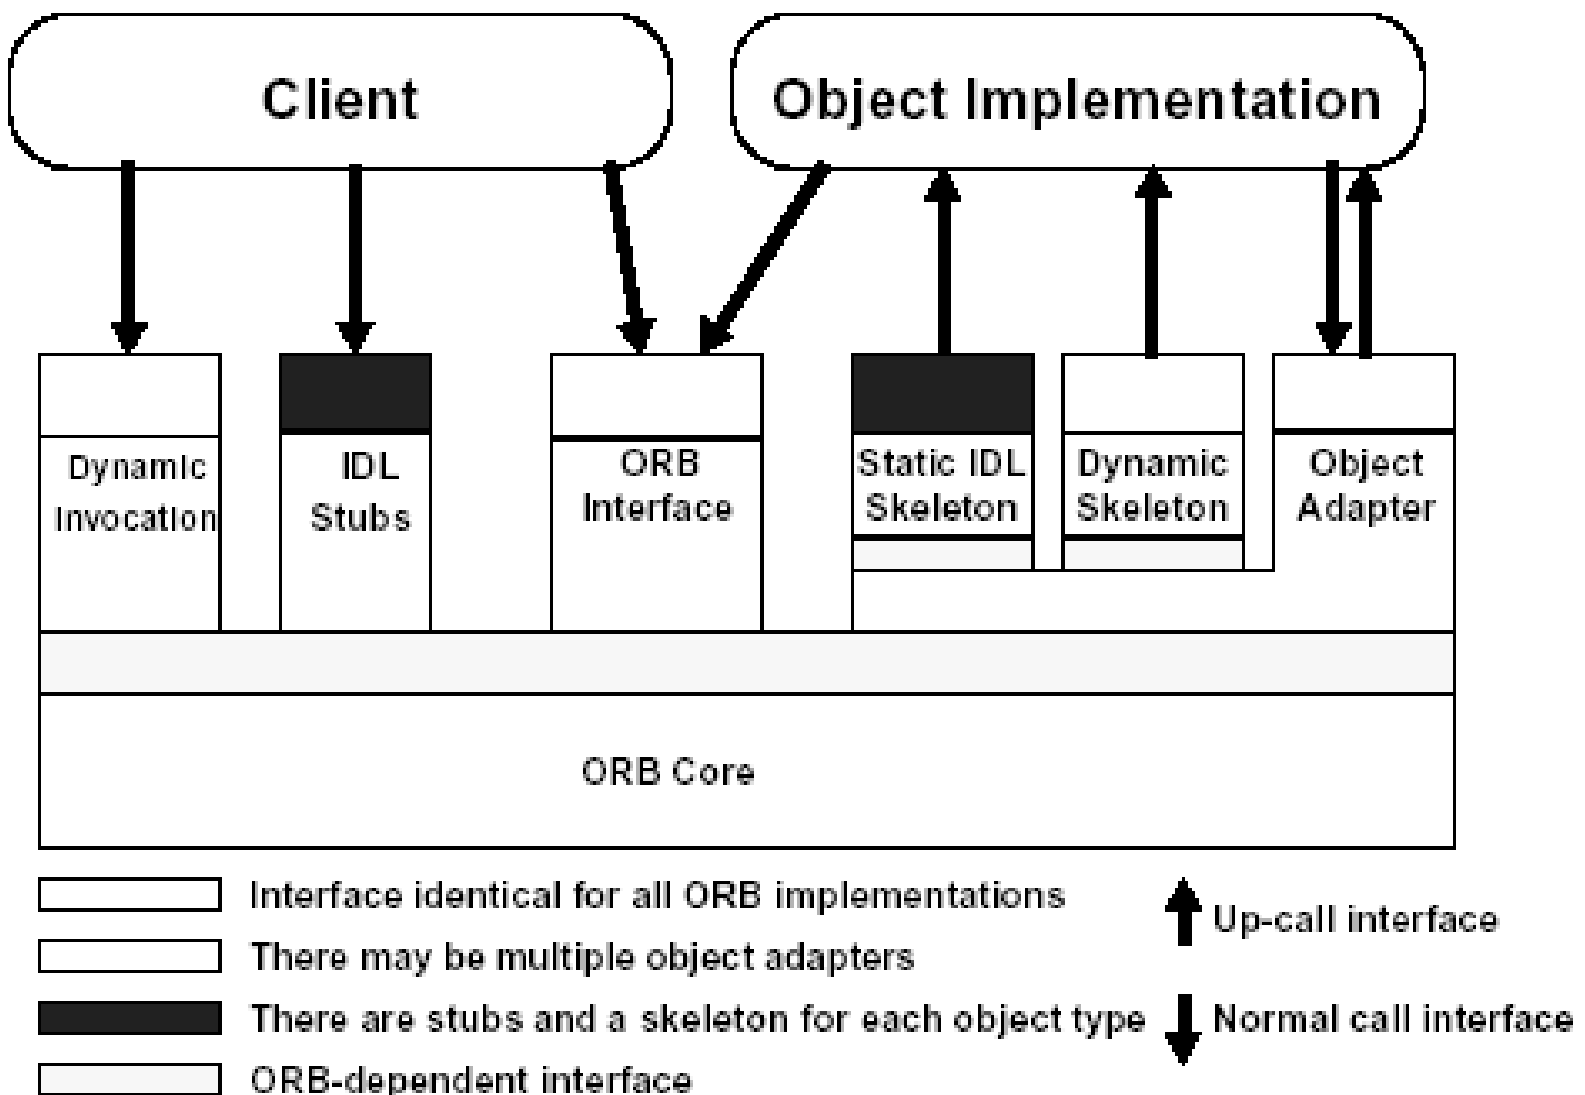 Client
Object Implementation
Dynamic
Invocation
IDL
Stubs
ORB
Interface
Static IDL
Skeleton
Dynamic
Skeleton
Object
Adapter
ORB Core
Interface identical for all ORB implementations
There may be multiple object adapters
There are stubs and a skeleton for each object type
ORB-dependent interface
Up-call interface
Normal call interface